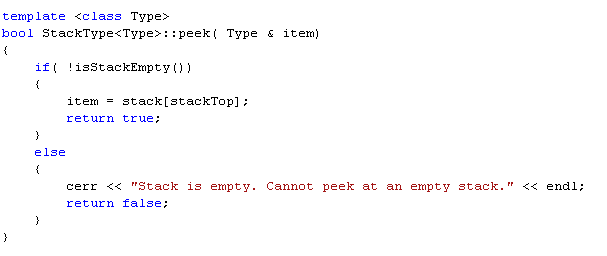 template <class Type>
bool StackType<Type>::peek( Type & item)
{
    if( !isStackEmpty())
    {
        item = stack[stackTop];
        return true;
    }
    else
    {
        cerr << "Stack is empty. Cannot peek at an empty stack." << endl;
        return false;
    }
}